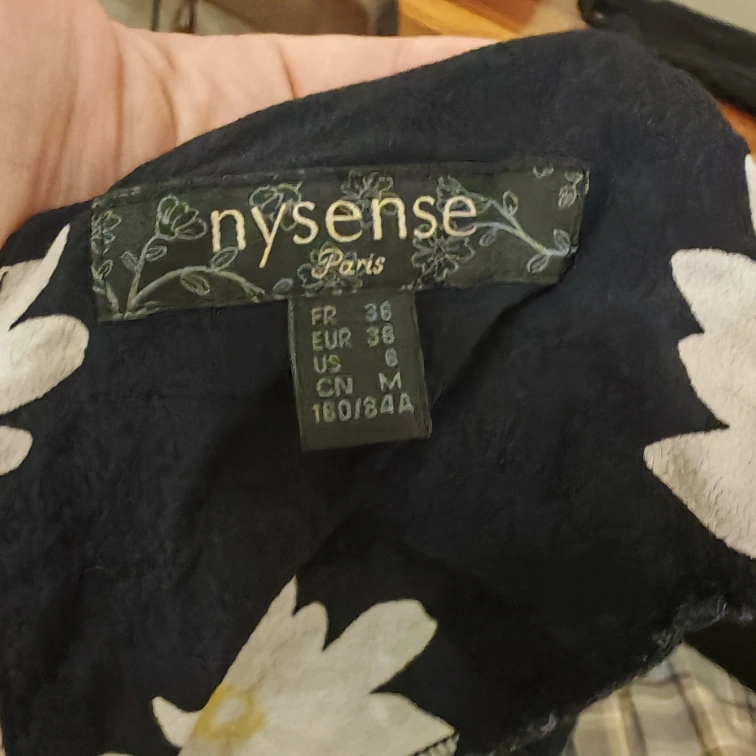 nysense
Paris
FR 36
EUR 38
US 6
CN M
160/84A